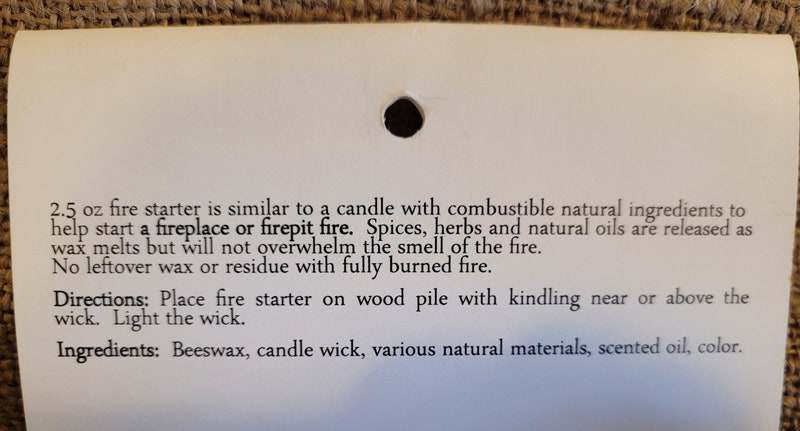 2.5 oz fire starter is similar to a candle with combustible natural ingredients to
help start a fireplace or firepit fire. Spices, herbs and natural oils are released as
wax melts but will not overwhelm the smell of the fire.
No leftover wax or residue with fully burned fire.
Directions: Place fire starter on wood pile with kindling near or above the
wick. Light the wick.
Ingredients: Beeswax, candle wick, various natural materials, scented oil, color.